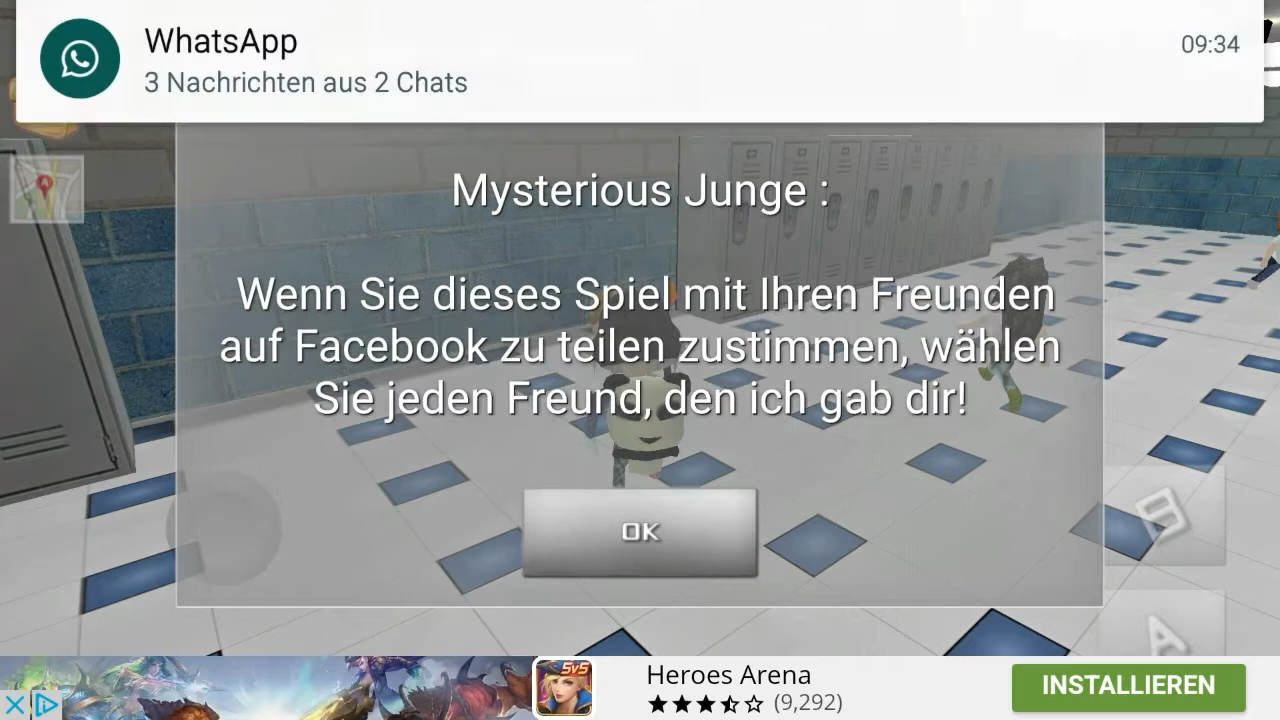 WhatsApp
09:34
3 Nachrichten aus 2 Chats
Mysterious Junge :
Wenn Sie dieses Spiel mit Ihren Freunden
auf Facebook zu teilen zustimmen, wählen
Sie jeden Freund, den ich gab dir!
OK
B
A
5v5
Heroes Arena
(9,292)
INSTALLIEREN